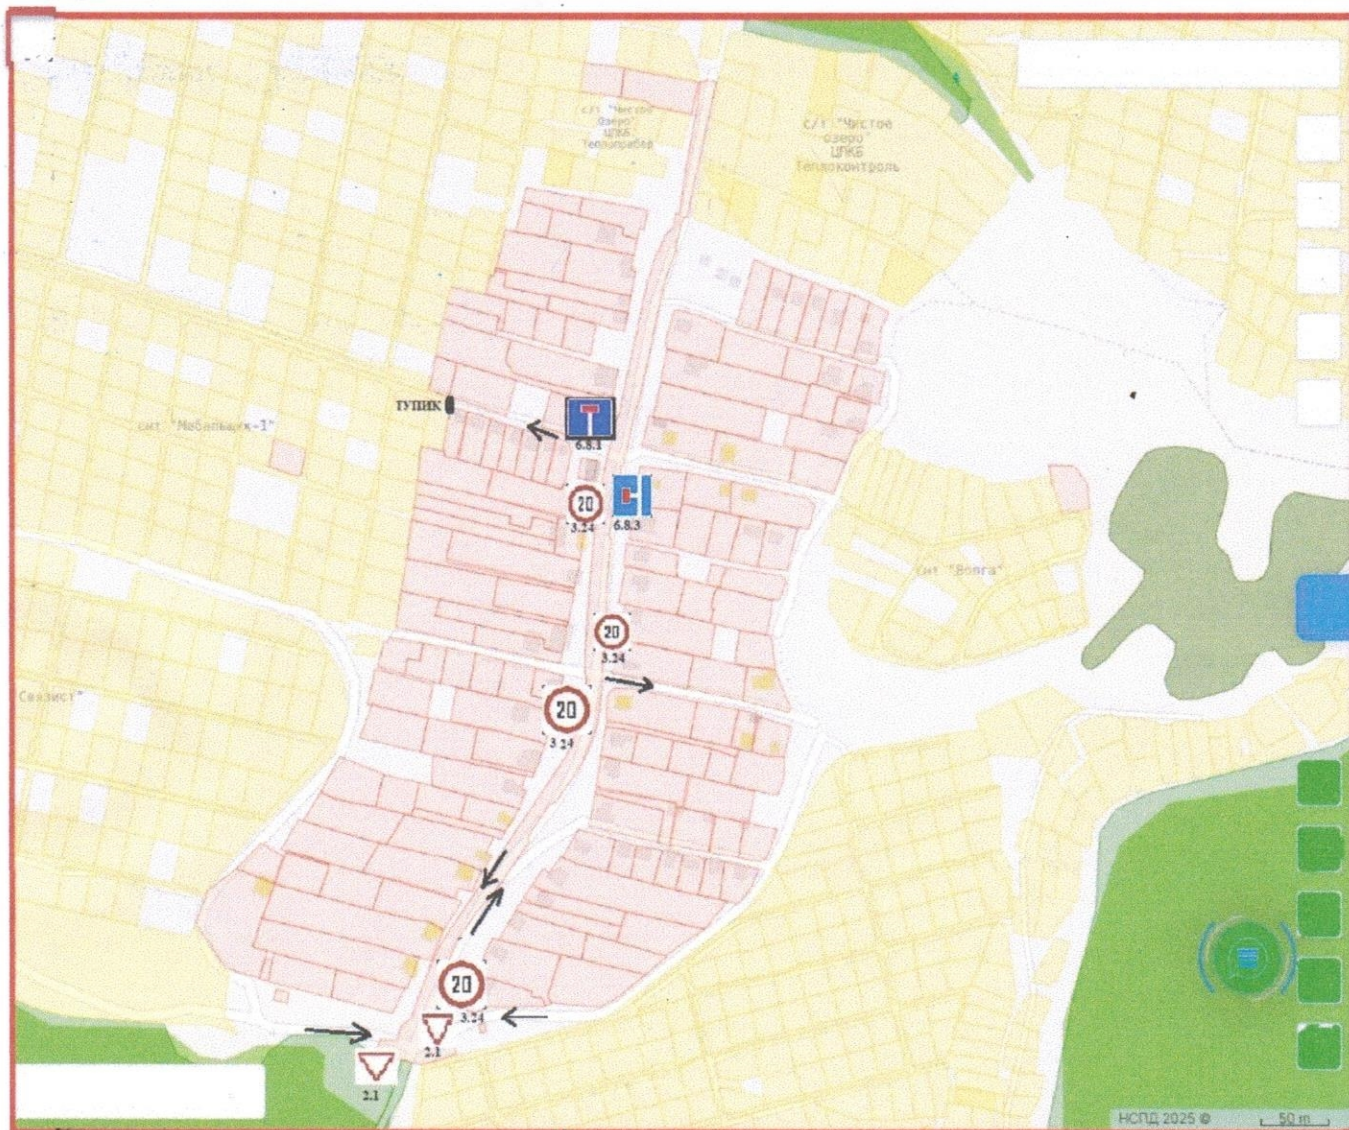 с/т "Чистое
Озеро"
ЦПКБ
Теплоприбор
с/т "Чистое
озеро"
ЦПКБ
Теплоконтроль
ТУПИК
6.8.1
снт "Мебельщик-1"
20
3.24
6.8.3
снт "Волга"
20
3.24
Связист"
20
3.24
20
3.24
2.1
2.1
НСПД 2025 ©
50 m